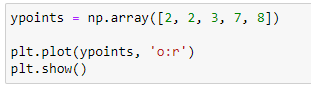 ypoints = np.array([2, 2, 3, 7, 8])
plt.plot(ypoints, 'o:r')
plt.show()